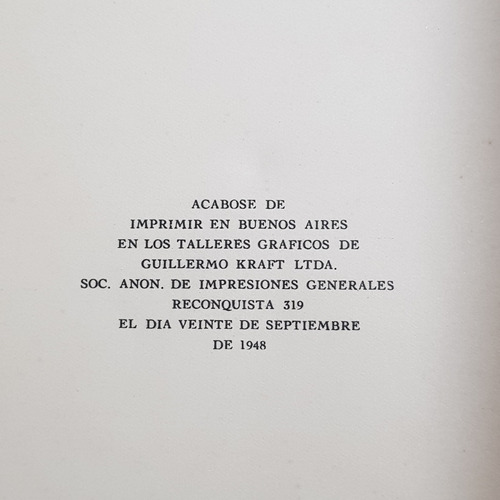 ACABOSE DE
IMPRIMIR EN BUENOS AIRES
EN LOS TALLERES GRAFICOS DE
GUILLERMO KRAFT LTDA.
SOC. ANON. DE IMPRESIONES GENERALES
RECONQUISTA 319
EL DIA VEINTE DE SEPTIEMBRE
DE 1948